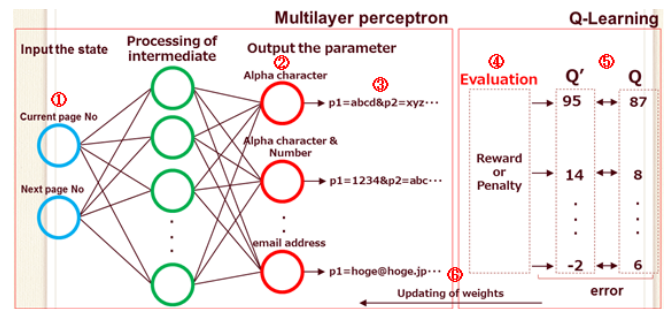 Multilayer perceptron
Q-Learning
Input the state
Processing of
intermediate
Output the parameter
①
Current page No
Next page No
②
Alpha character
③
p1=abcd&p2=xyz···
Alpha character &
Number
p1=1234&p2=abc···
email address
p1=hoge@hoge.jp···
④
Evaluation
Reward
or
Penalty
Q’
⑤
Q
95
87
14
8
-2
6
error
⑥
Updating of weights